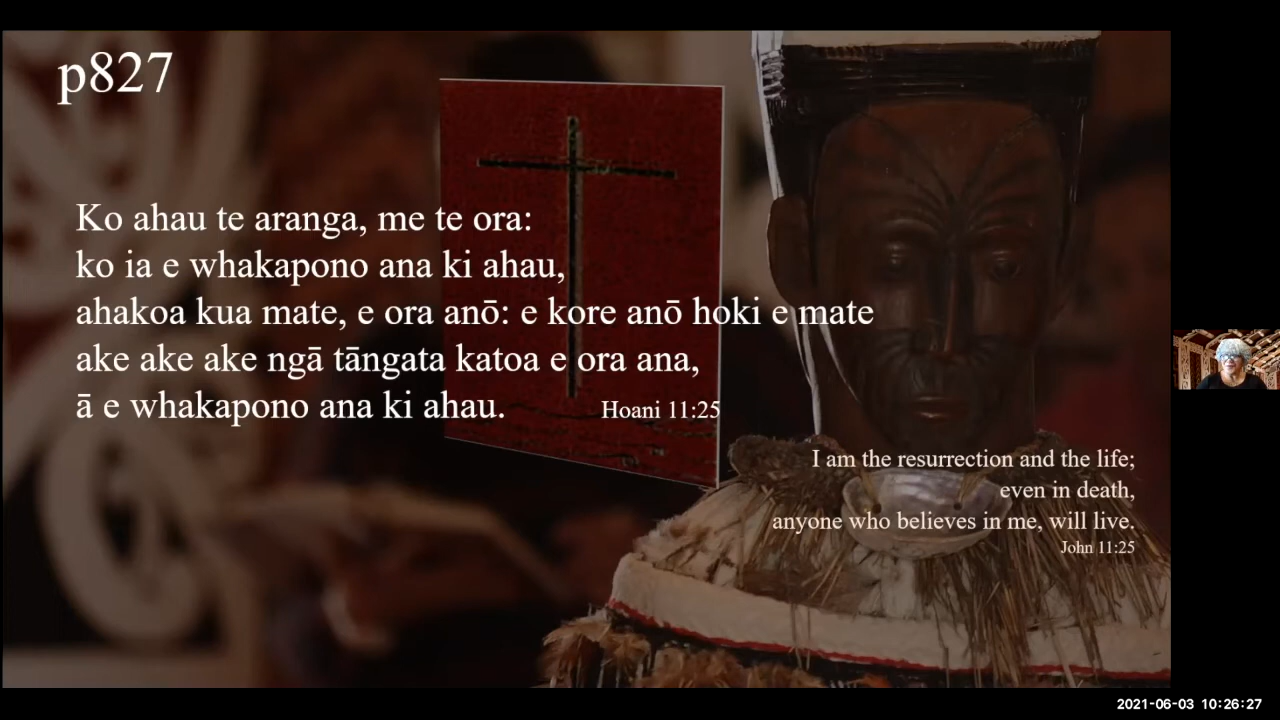 p827
Ko ahau te aranga, me te ora:
ko ia e whakapono ana ki ahau,
ahakoa kua mate, e ora anō: e kore anō hoki e mate
ake ake ake ngā tāngata katoa e ora ana,
ā e whakapono ana ki ahau.
Hoani 11:25
I am the resurrection and the life;
even in death,
anyone who believes in me, will live.
John 11:25
2021-06-03 10:26:27